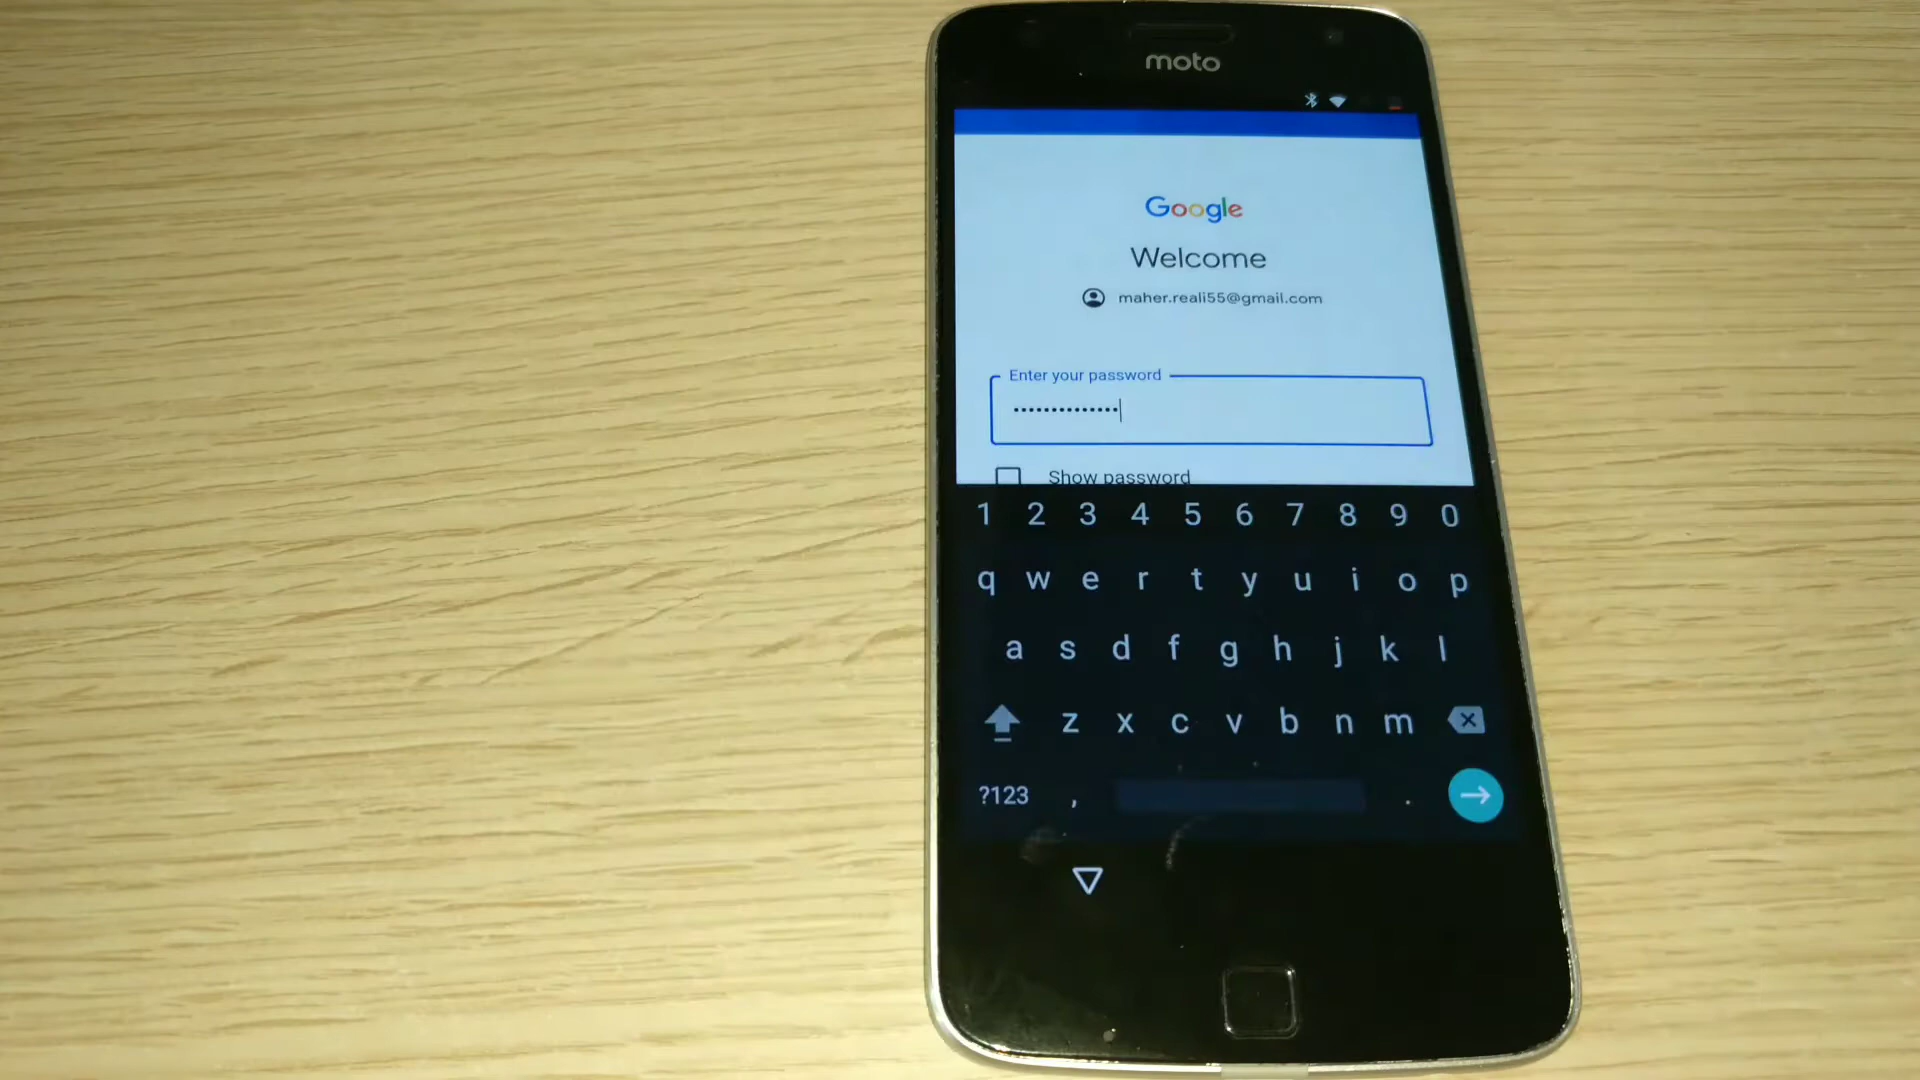 moto
Google
Welcome
maher.reali55@gmail.com
Enter your password
••••••••••••••
Show password
1 2 3 4 5 6 7 8 9 0
q w e r t y u i o p
a s d f g h j k l
z x c v b n m
?123 , .